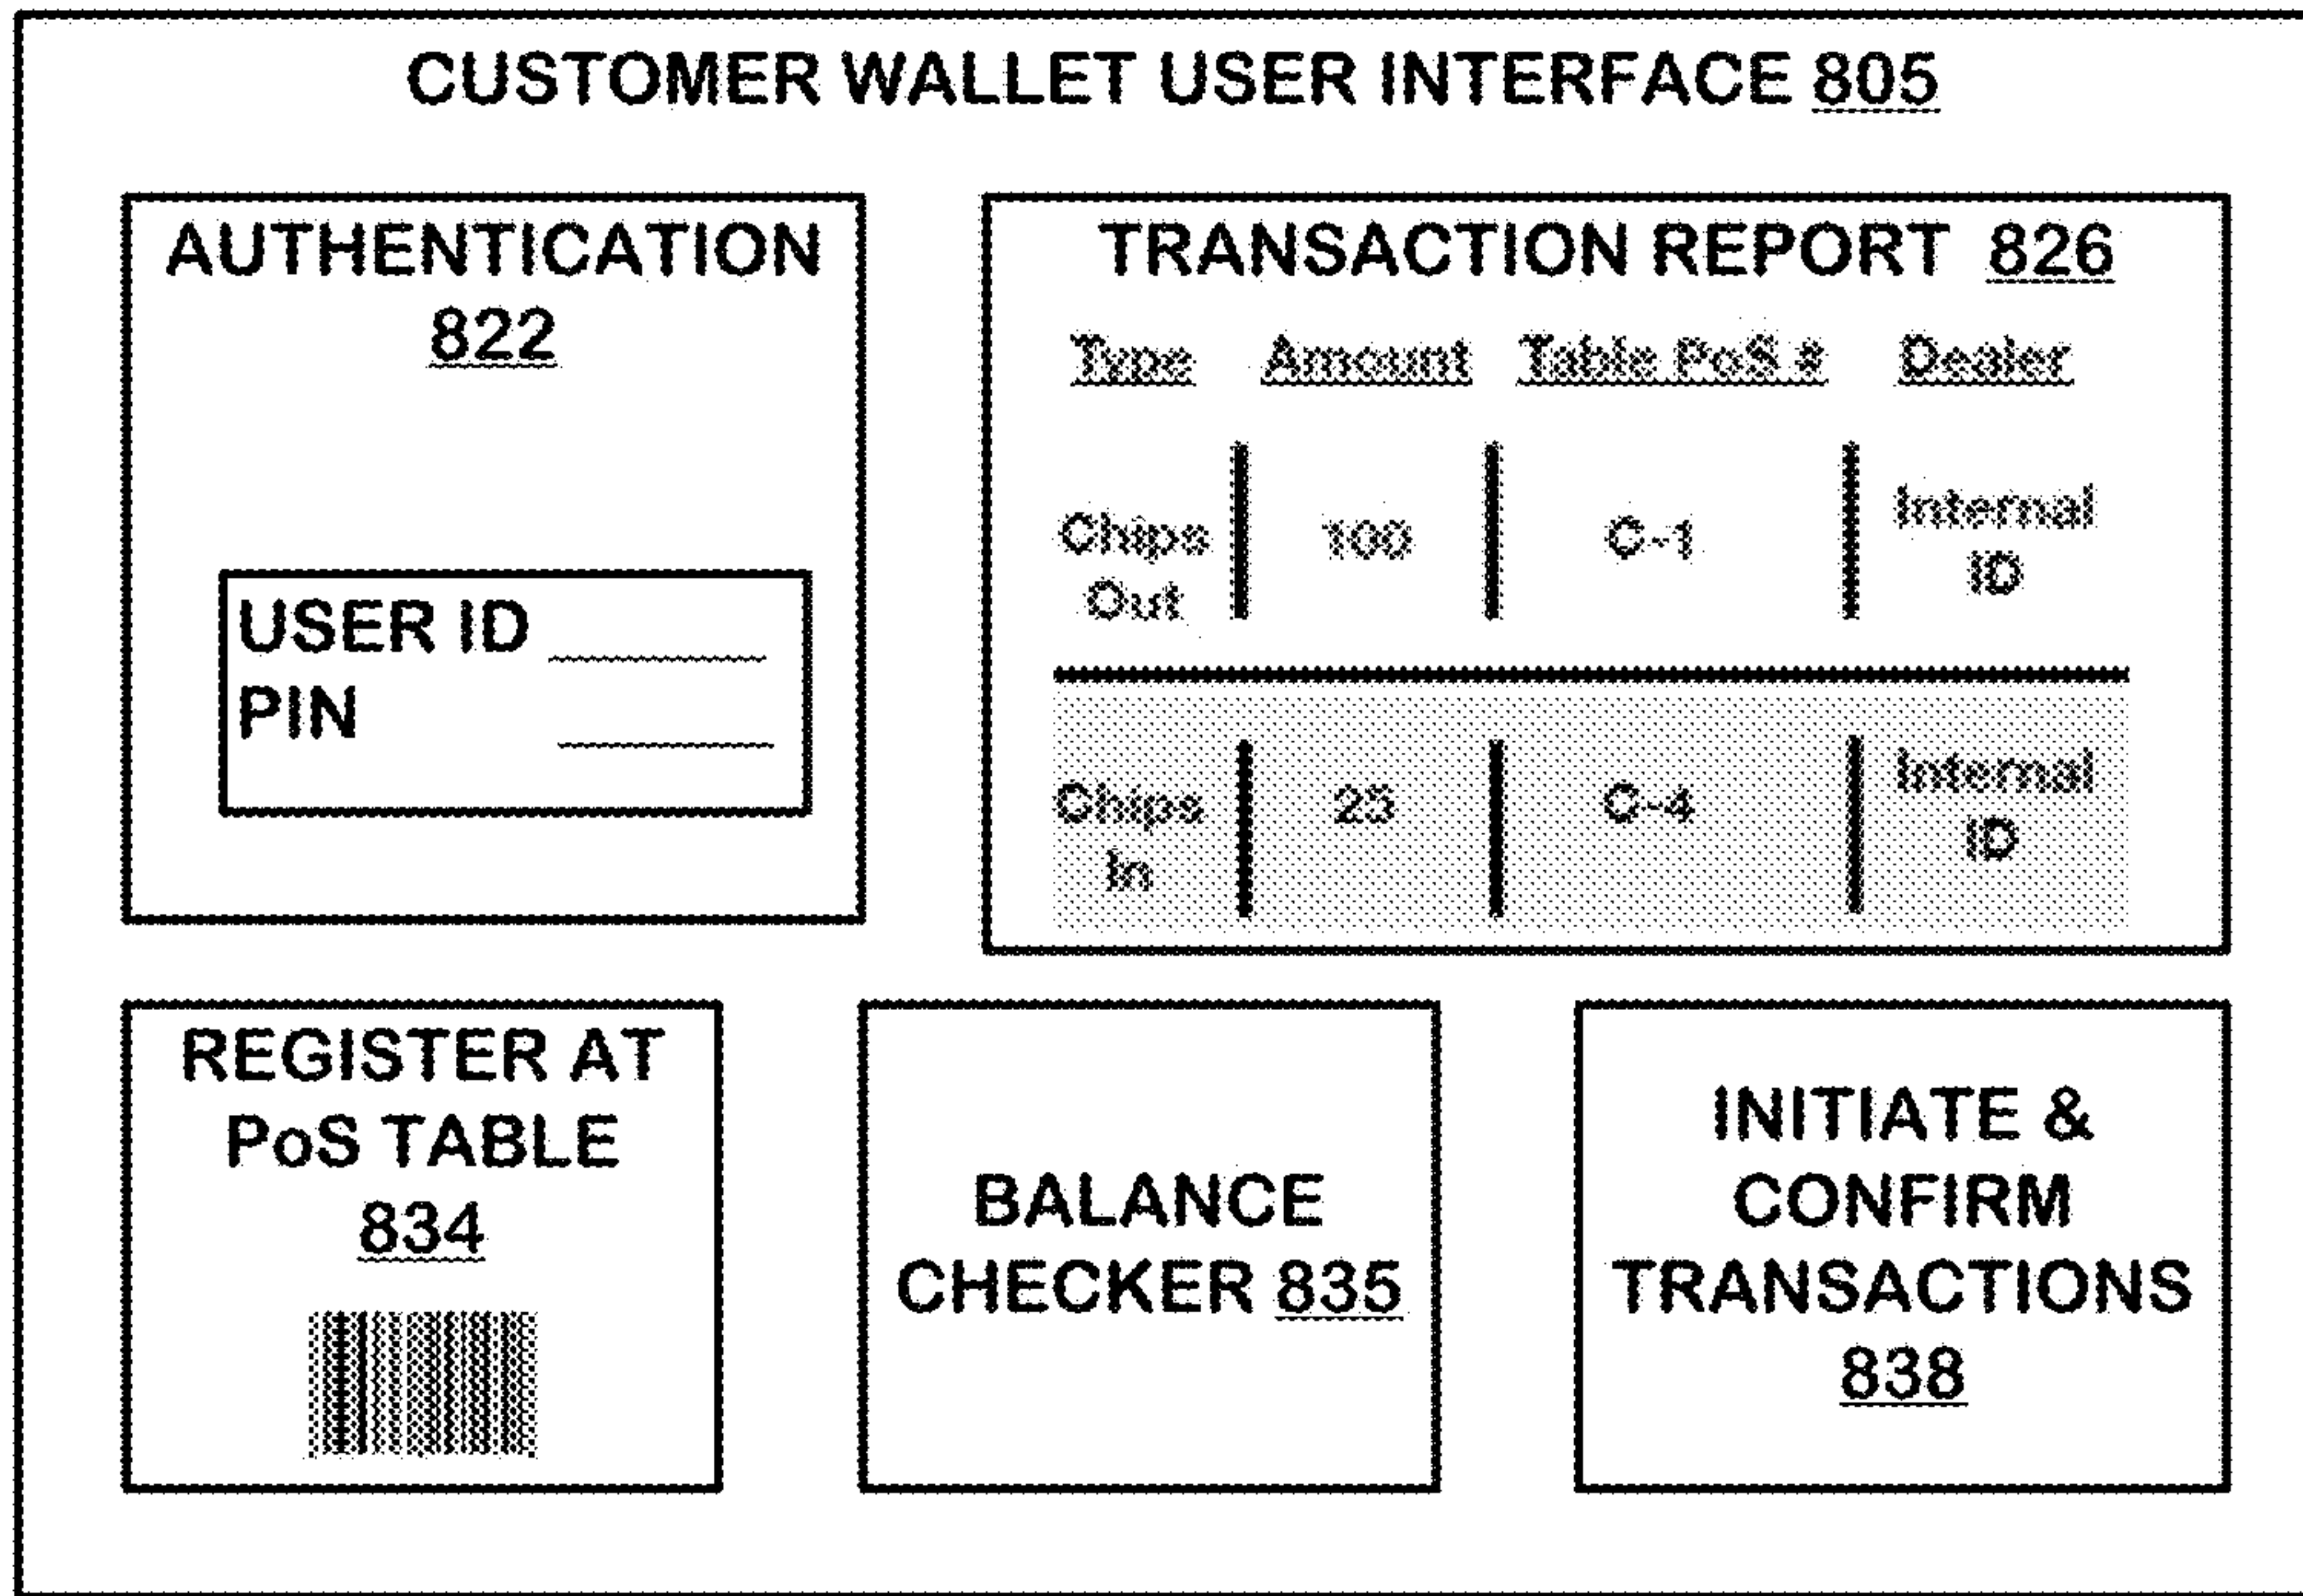 CUSTOMER WALLET USER INTERFACE 805
AUTHENTICATION
822
USER ID
PIN
TRANSACTION REPORT 826
Type Amount Table PoS # Dealer
Chips Out 100 C-1 Internal ID
Chips In 25 C-4 Internal ID
REGISTER AT
PoS TABLE
834
BALANCE
CHECKER 835
INITIATE &
CONFIRM
TRANSACTIONS
838